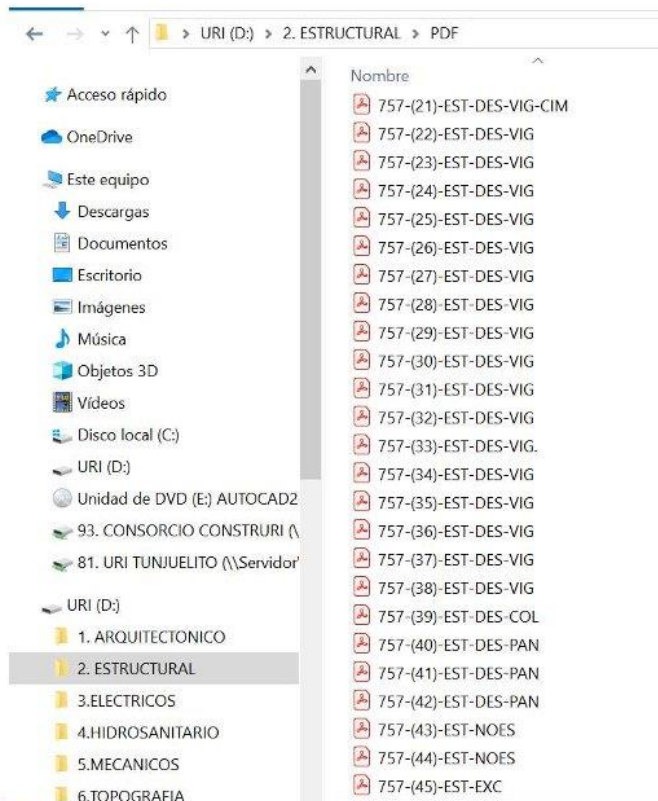 URI (D:) > 2. ESTRUCTURAL > PDF
Acceso rápido
OneDrive
Este equipo
Descargas
Documentos
Escritorio
Imágenes
Música
Objetos 3D
Vídeos
Disco local (C:)
URI (D:)
Unidad de DVD (E:) AUTOCAD2
93. CONSORCIO CONSTRURI (\
81. URI TUNJUELITO (\\Servidor\
URI (D:)
1. ARQUITECTONICO
2. ESTRUCTURAL
3.ELECTRICOS
4.HIDROSANITARIO
5.MECANICOS
6.TOPOGRAFIA
Nombre
757-(21)-EST-DES-VIG-CIM
757-(22)-EST-DES-VIG
757-(23)-EST-DES-VIG
757-(24)-EST-DES-VIG
757-(25)-EST-DES-VIG
757-(26)-EST-DES-VIG
757-(27)-EST-DES-VIG
757-(28)-EST-DES-VIG
757-(29)-EST-DES-VIG
757-(30)-EST-DES-VIG
757-(31)-EST-DES-VIG
757-(32)-EST-DES-VIG
757-(33)-EST-DES-VIG.
757-(34)-EST-DES-VIG
757-(35)-EST-DES-VIG
757-(36)-EST-DES-VIG
757-(37)-EST-DES-VIG
757-(38)-EST-DES-VIG
757-(39)-EST-DES-COL
757-(40)-EST-DES-PAN
757-(41)-EST-DES-PAN
757-(42)-EST-DES-PAN
757-(43)-EST-NOES
757-(44)-EST-NOES
757-(45)-EST-EXC